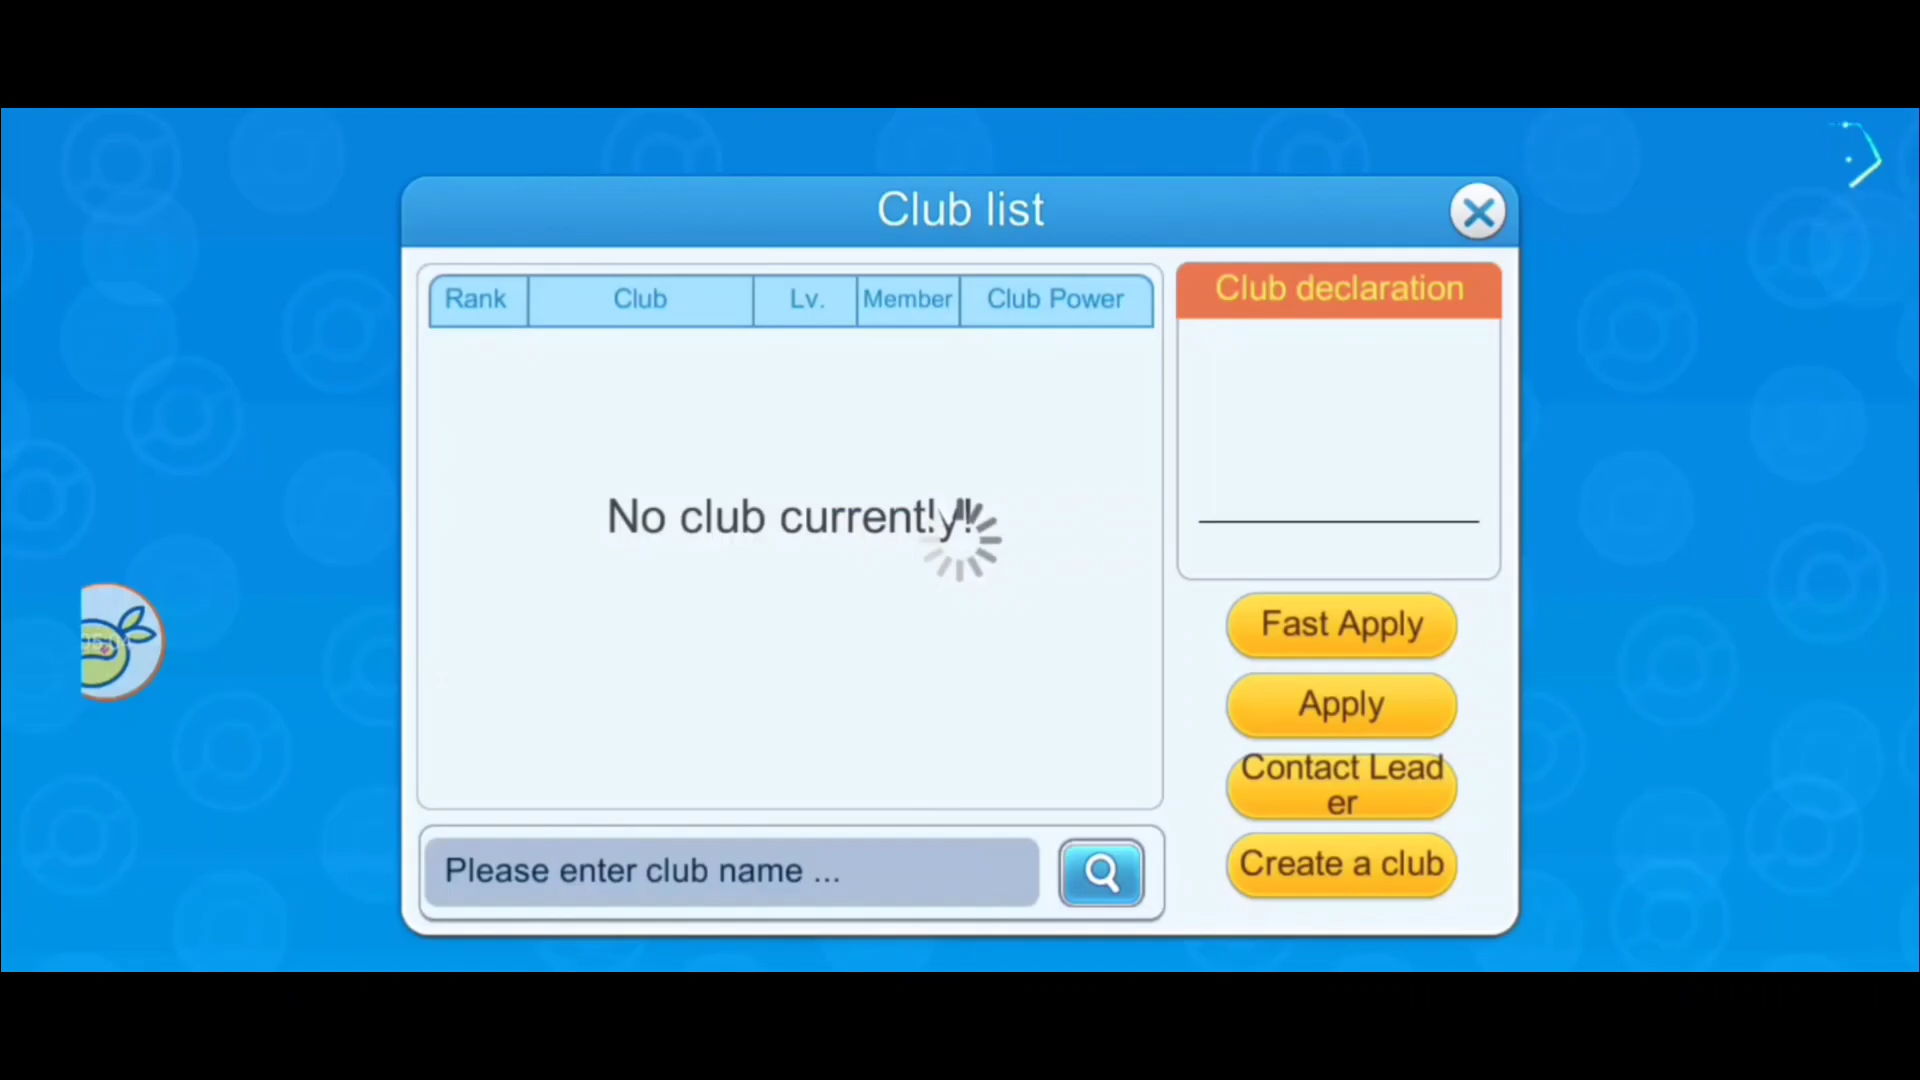 Club list
Rank Club Lv. Member Club Power
Club declaration
No club currently!
Fast Apply
Apply
Contact Lead
er
Create a club
Please enter club name ...